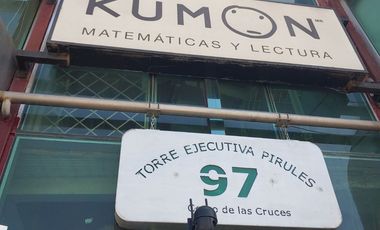 KUMON
MATEMÁTICAS Y LECTURA
TORRE EJECUTIVA PIRULES
97
de las Cruces